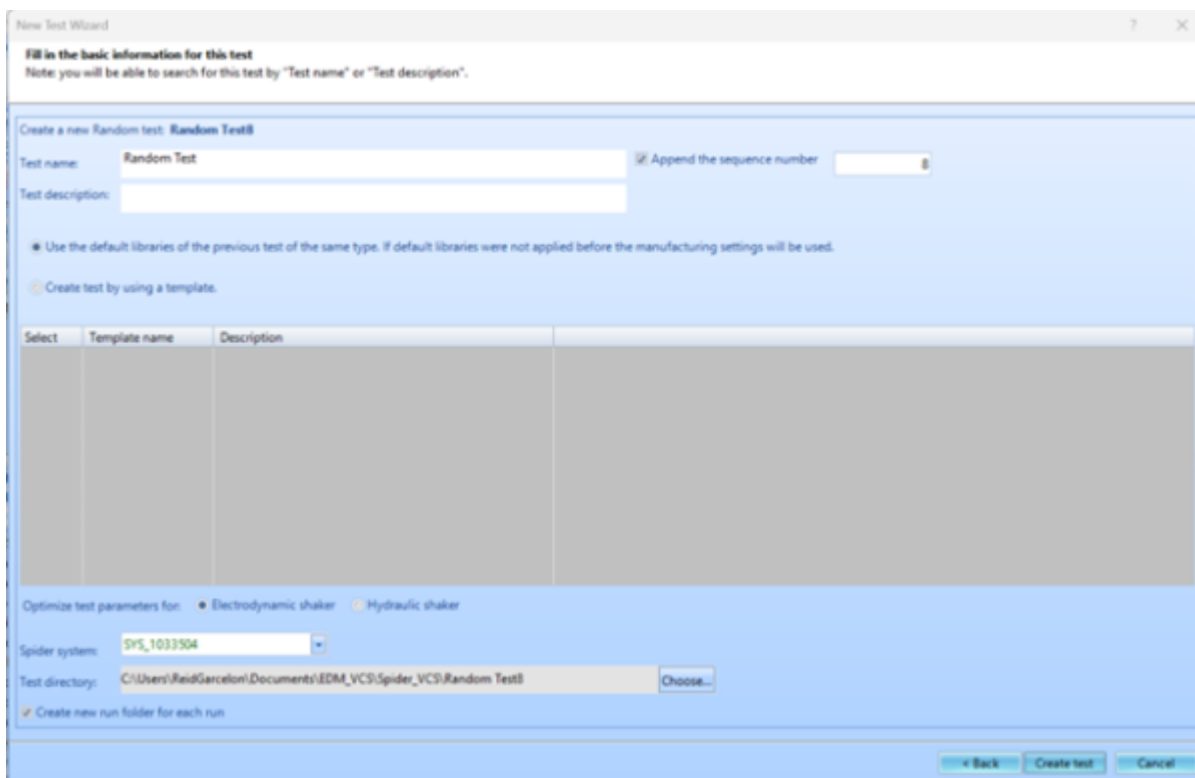 New Test Wizard
?
Fill in the basic information for this test
Note: you will be able to search for this test by "Test name" or "Test description".
Create a new Random test: Random Test8
Test name: Random Test Append the sequence number 8
Test description:
Use the default libraries of the previous test of the same type. If default libraries were not applied before the manufacturing settings will be used.
Create test by using a template.
Select Template name Description
Optimize test parameters for: Electrodynamic shaker Hydraulic shaker
Spider system: SYS_1033504
Test directory: C:\Users\ReidGarcelon\Documents\EDM_VCS\Spider_VCS\Random Test8 Choose...
Create new run folder for each run
< Back Create test Cancel